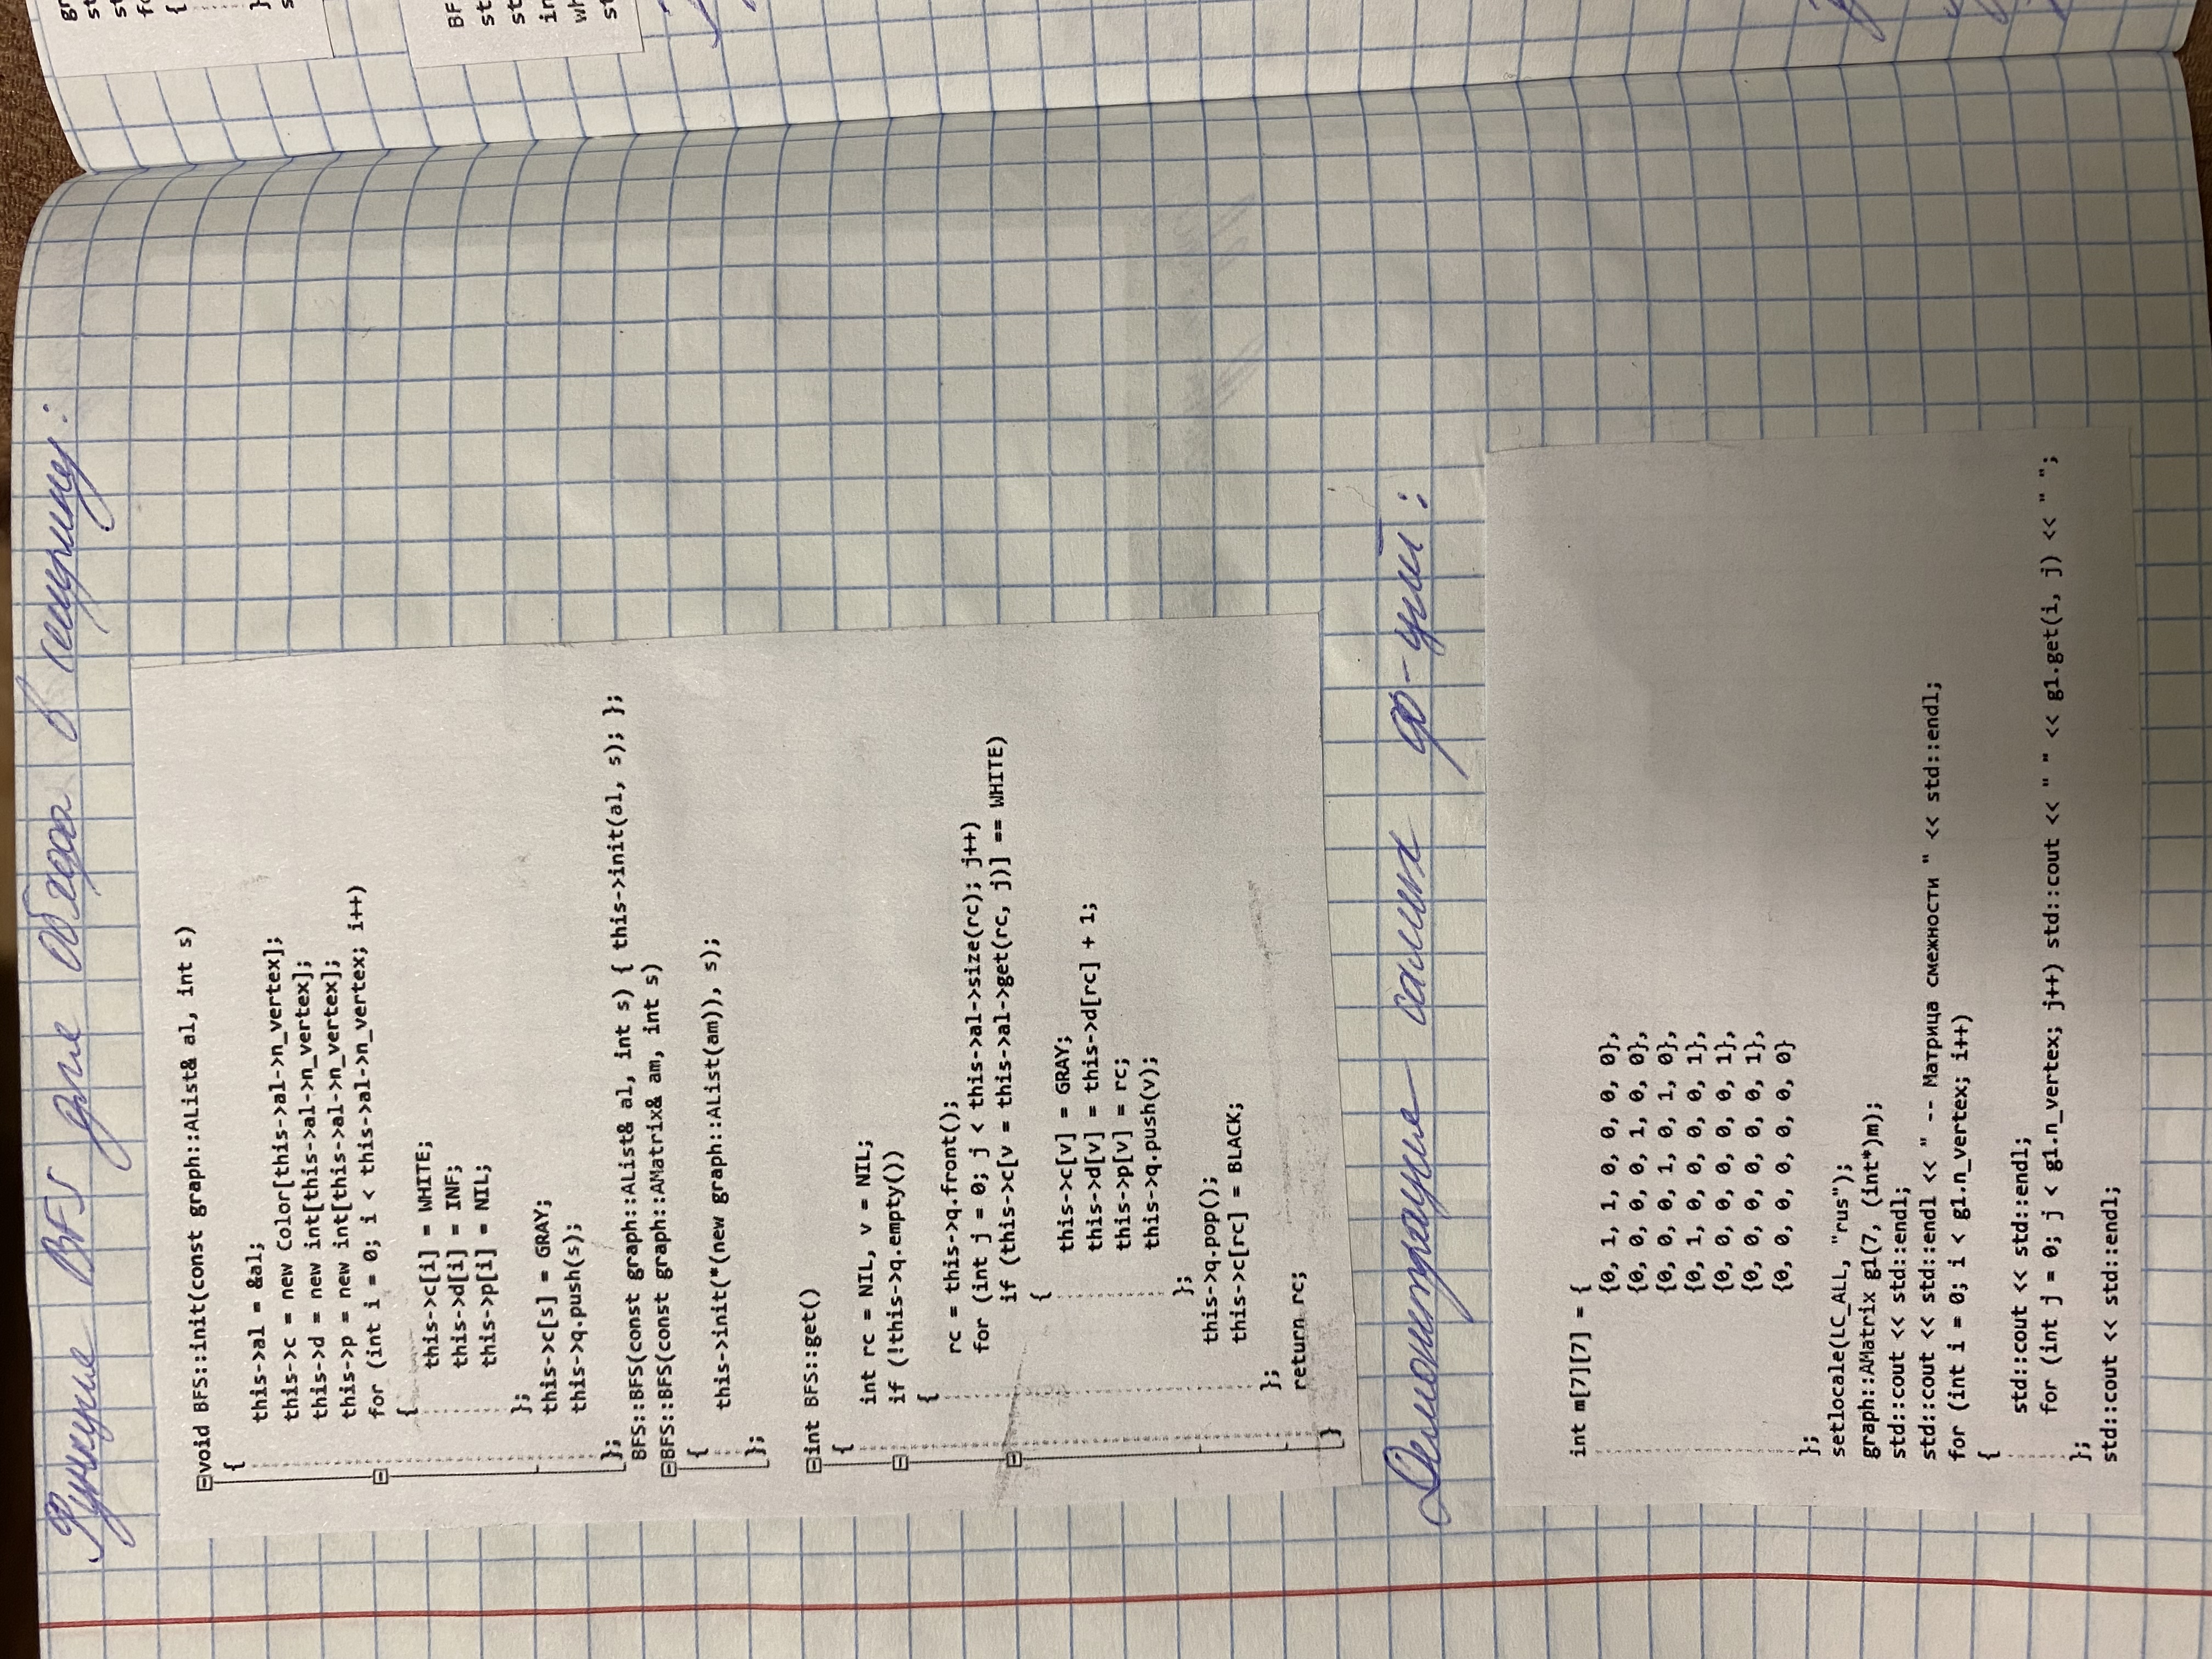 Функция BFS для обхода в ширину:
void BFS::init(const graph::AList& al, int s)
{
this->al = &al;
this->c = new Color[this->al->n_vertex];
this->d = new int[this->al->n_vertex];
this->p = new int[this->al->n_vertex];
for (int i = 0; i < this->al->n_vertex; i++)
{
this->c[i] = WHITE;
this->d[i] = INF;
this->p[i] = NIL;
};
this->c[s] = GRAY;
this->q.push(s);
};
BFS::BFS(const graph::AList& al, int s) { this->init(al, s); };
BFS::BFS(const graph::AMatrix& am, int s)
{
this->init(*(new graph::AList(am)), s);
};
int BFS::get()
{
int rc = NIL, v = NIL;
if (!this->q.empty())
{
rc = this->q.front();
for (int j = 0; j < this->al->size(rc); j++)
if (this->c[v = this->al->get(rc, j)] == WHITE)
{
this->c[v] = GRAY;
this->d[v] = this->d[rc] + 1;
this->p[v] = rc;
this->q.push(v);
};
this->q.pop();
this->c[rc] = BLACK;
};
return rc;
}
Демонстрация самих ф-ций:
int m[7][7] = {
{0, 1, 1, 0, 0, 0, 0},
{0, 0, 0, 0, 1, 0, 0},
{0, 0, 0, 1, 0, 1, 0},
{0, 1, 0, 0, 0, 0, 1},
{0, 0, 0, 0, 0, 0, 1},
{0, 0, 0, 0, 0, 0, 1},
{0, 0, 0, 0, 0, 0, 0}
};
setlocale(LC_ALL, "rus");
graph::AMatrix g1(7, (int*)m);
std::cout << std::endl;
std::cout << std::endl << " -- Матрица смежности " << std::endl;
for (int i = 0; i < g1.n_vertex; i++)
{
std::cout << std::endl;
for (int j = 0; j < g1.n_vertex; j++) std::cout << " " << g1.get(i, j) << " ";
};
std::cout << std::endl;